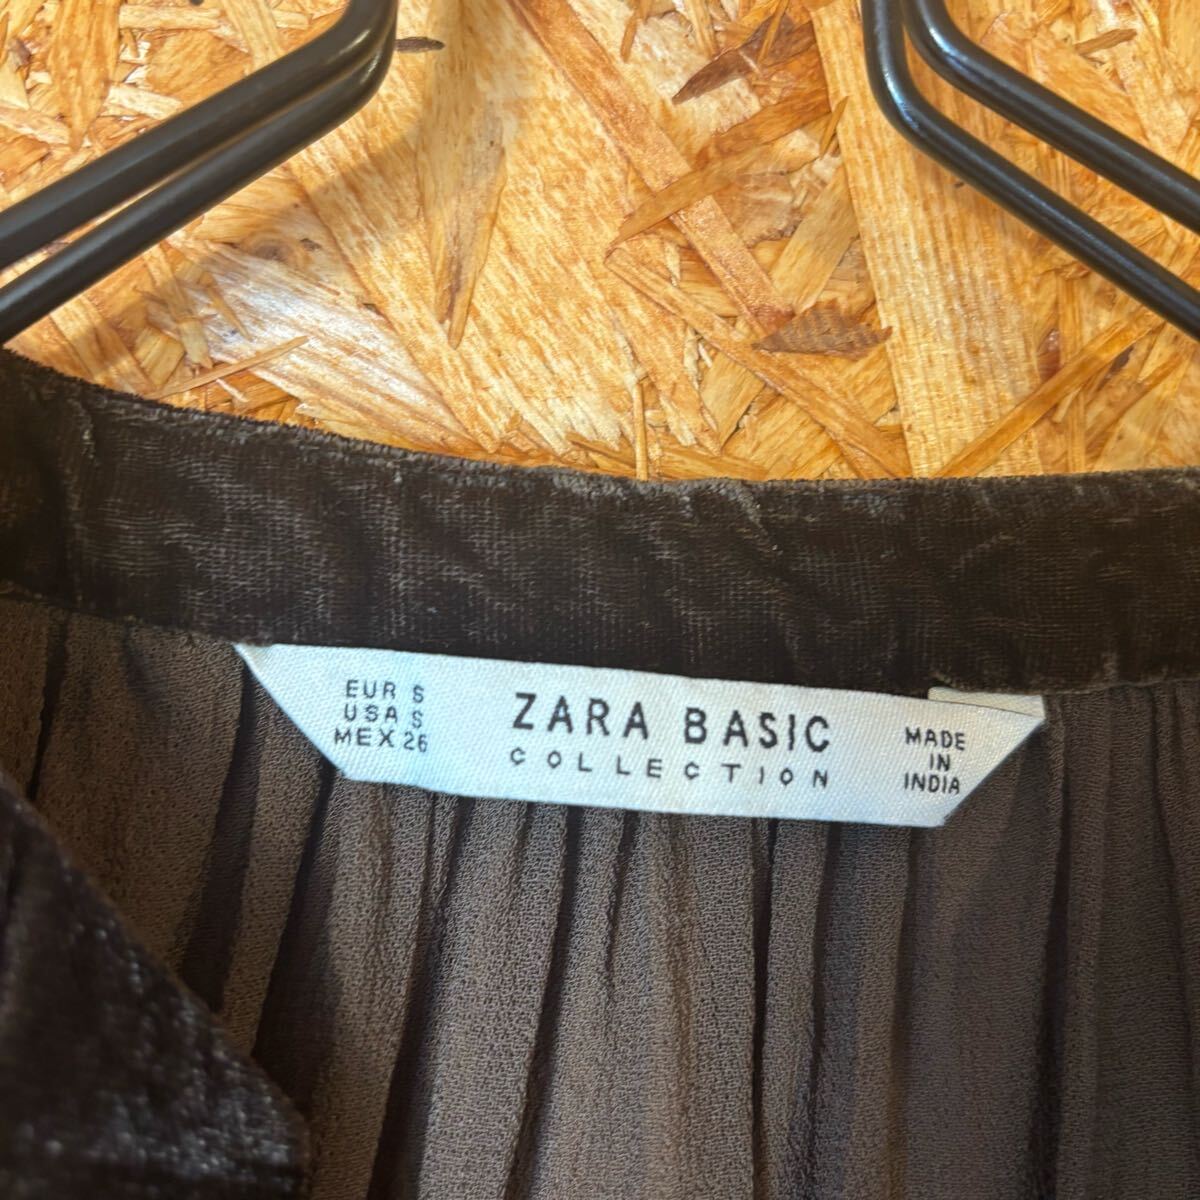 EUR S
USA S
MEX 26
ZARA BASIC
COLLECTION
MADE
IN
INDIA